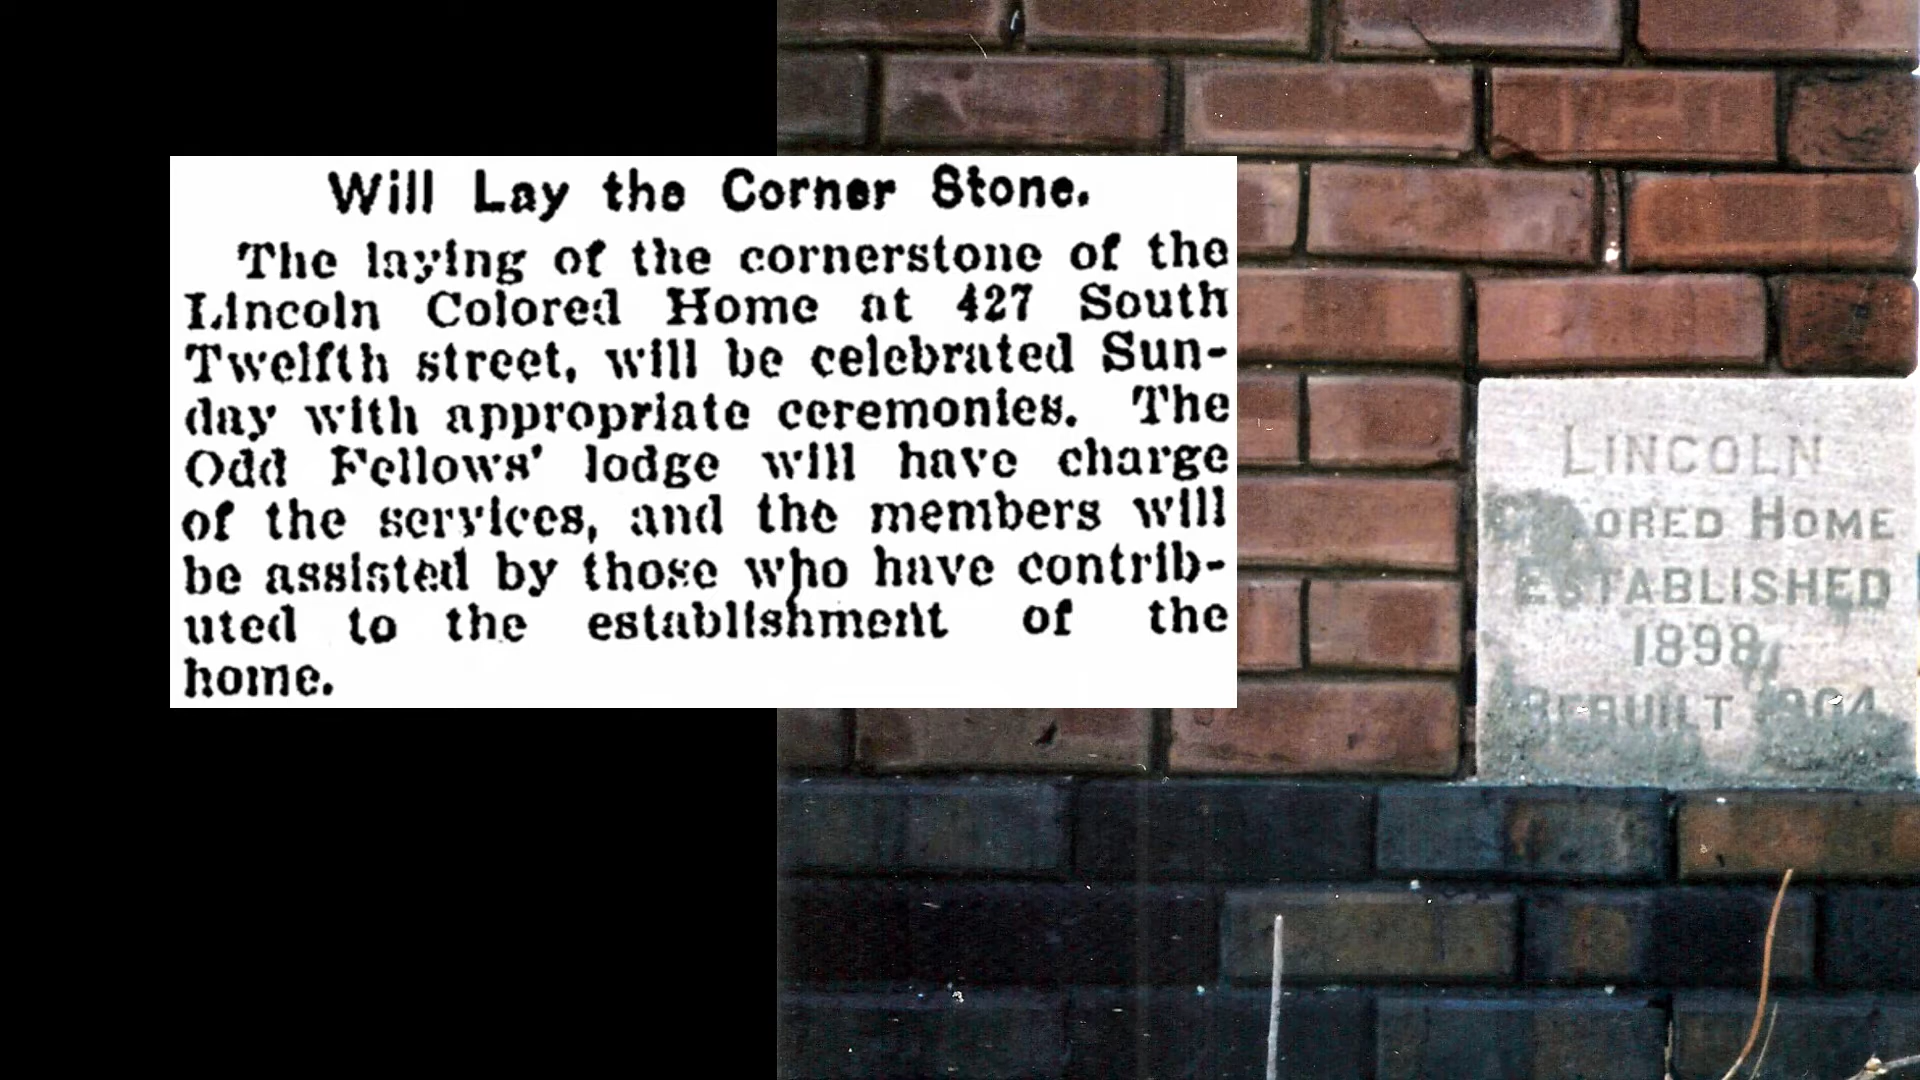 Will Lay the Corner Stone.
The laying of the cornerstone of the
Lincoln Colored Home at 427 South
Twelfth street, will be celebrated Sun-
day with appropriate ceremonies. The
Odd Fellows' lodge will have charge
of the services, and the members will
be assisted by those who have contrib-
uted to the establishment of the
home.
LINCOLN
COLORED HOME
ESTABLISHED
1898
REBUILT 1904